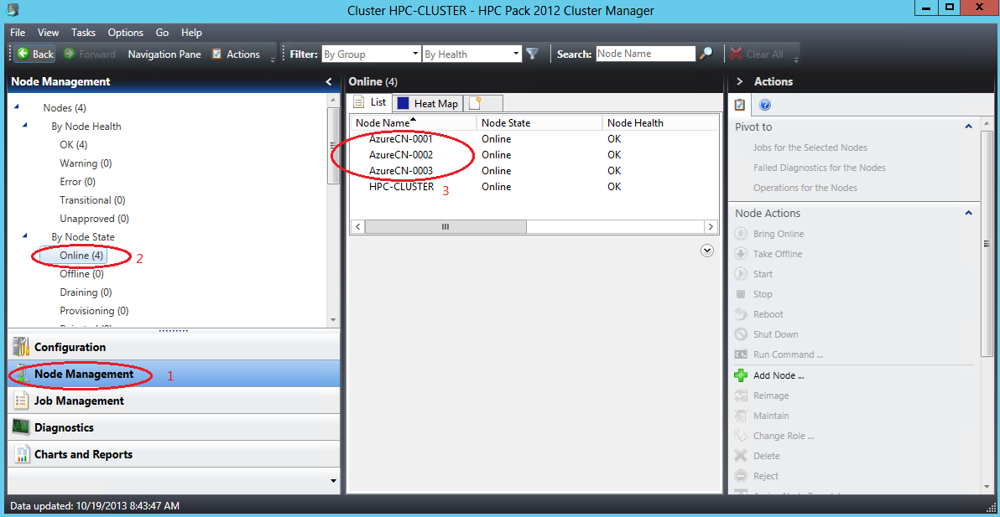 Cluster HPC-CLUSTER - HPC Pack 2012 Cluster Manager
File View Tasks Options Go Help
Back Forward Navigation Pane Actions Filter: By Group By Health Search: Node Name Clear All
Node Management
Nodes (4)
By Node Health
OK (4)
Warning (0)
Error (0)
Transitional (0)
Unapproved (0)
By Node State
Online (4) 2
Offline (0)
Draining (0)
Provisioning (0)
Configuration
Node Management 1
Job Management
Diagnostics
Charts and Reports
Online (4)
List Heat Map
Node Name Node State Node Health
AzureCN-0001 Online OK
AzureCN-0002 Online OK
AzureCN-0003 Online OK
HPC-CLUSTER 3 Online OK
Actions
Pivot to
Jobs for the Selected Nodes
Failed Diagnostics for the Nodes
Operations for the Nodes
Node Actions
Bring Online
Take Offline
Start
Stop
Reboot
Shut Down
Run Command ...
Add Node ...
Reimage
Maintain
Change Role ...
Delete
Reject
Data updated: 10/19/2013 8:43:47 AM